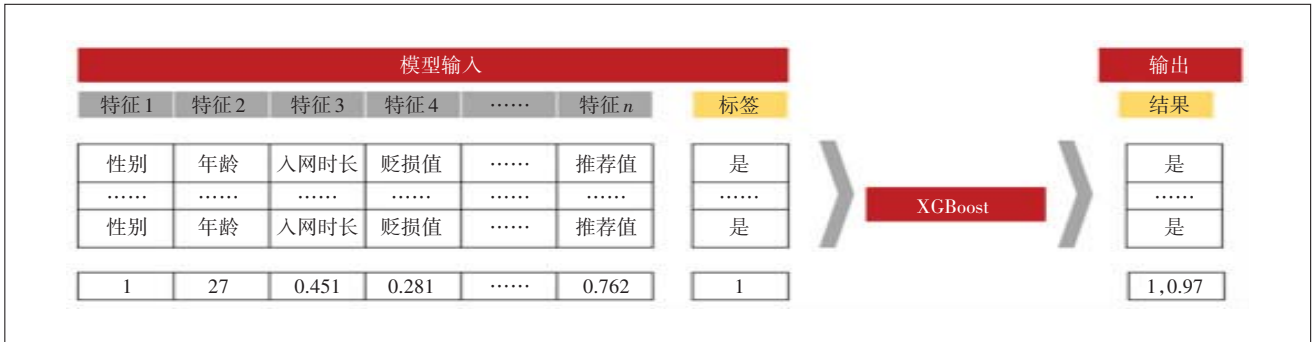 模型输入 输出
特征1 特征2 特征3 特征4 …… 特征n 标签 结果
性别 年龄 入网时长 贬损值 …… 推荐值 是 是
…… …… …… …… …… …… …… ……
XGBoost
性别 年龄 入网时长 贬损值 …… 推荐值 是 是
1 27 0.451 0.281 …… 0.762 1 1,0.97